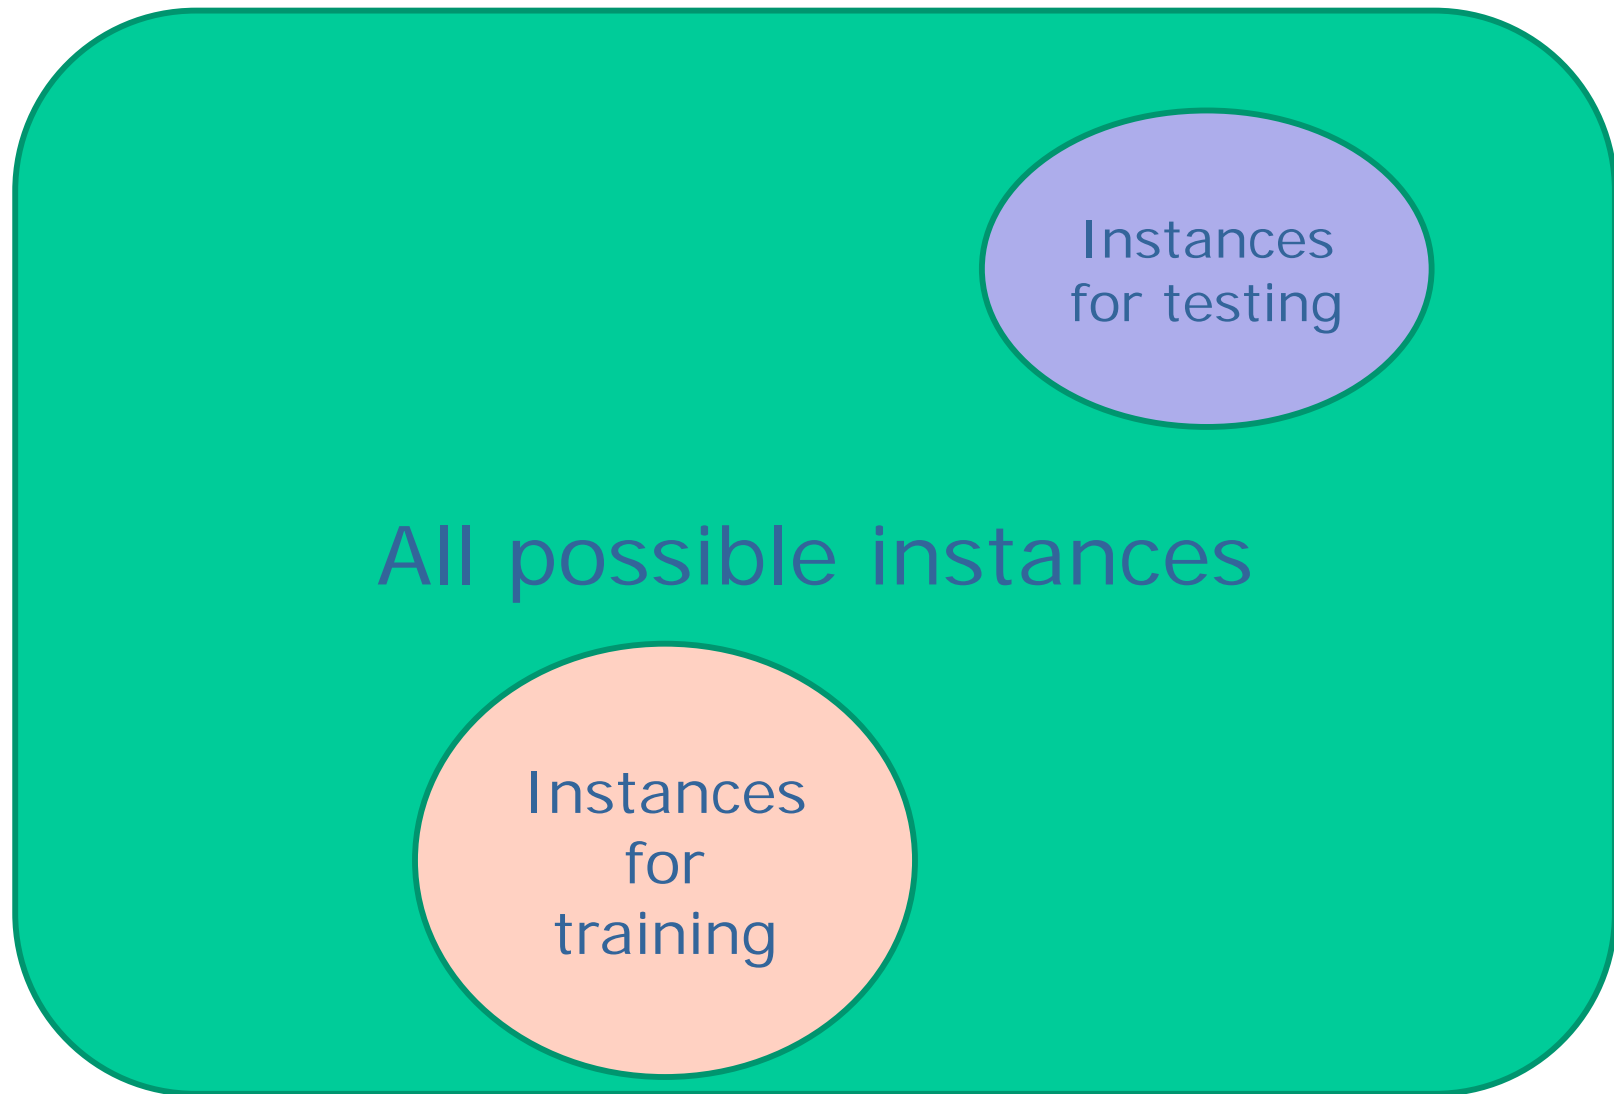 Instances
for testing
All possible instances
Instances
for
training